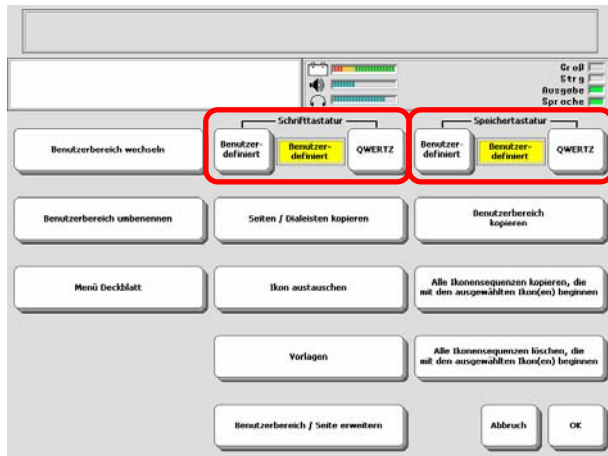 Groß
Strg
Ausgabe
Sprache
Schrifttastatur
Speichertastatur
Benutzerbereich wechseln
Benutzer-
definiert
Benutzer-
definiert
QWERTZ
Benutzer-
definiert
Benutzer-
definiert
QWERTZ
Benutzerbereich umbenennen
Seiten / Dialeisten kopieren
Benutzerbereich
kopieren
Menü Deckblatt
Ikon austauschen
Alle Ikonensequenzen kopieren, die
mit den ausgewählten Ikon(en) beginnen
Vorlagen
Alle Ikonensequenzen löschen, die
mit den ausgewählten Ikon(en) beginnen
Benutzerbereich / Seite erweitern
Abbruch
OK